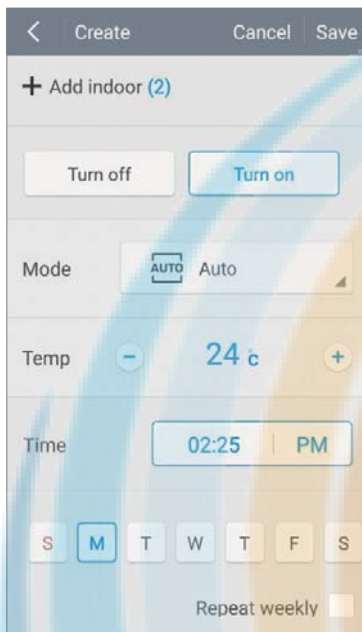 Create Cancel Save
+ Add indoor (2)
Turn off Turn on
Mode AUTO Auto
Temp - 24 °c +
Time 02:25 PM
S M T W T F S
Repeat weekly